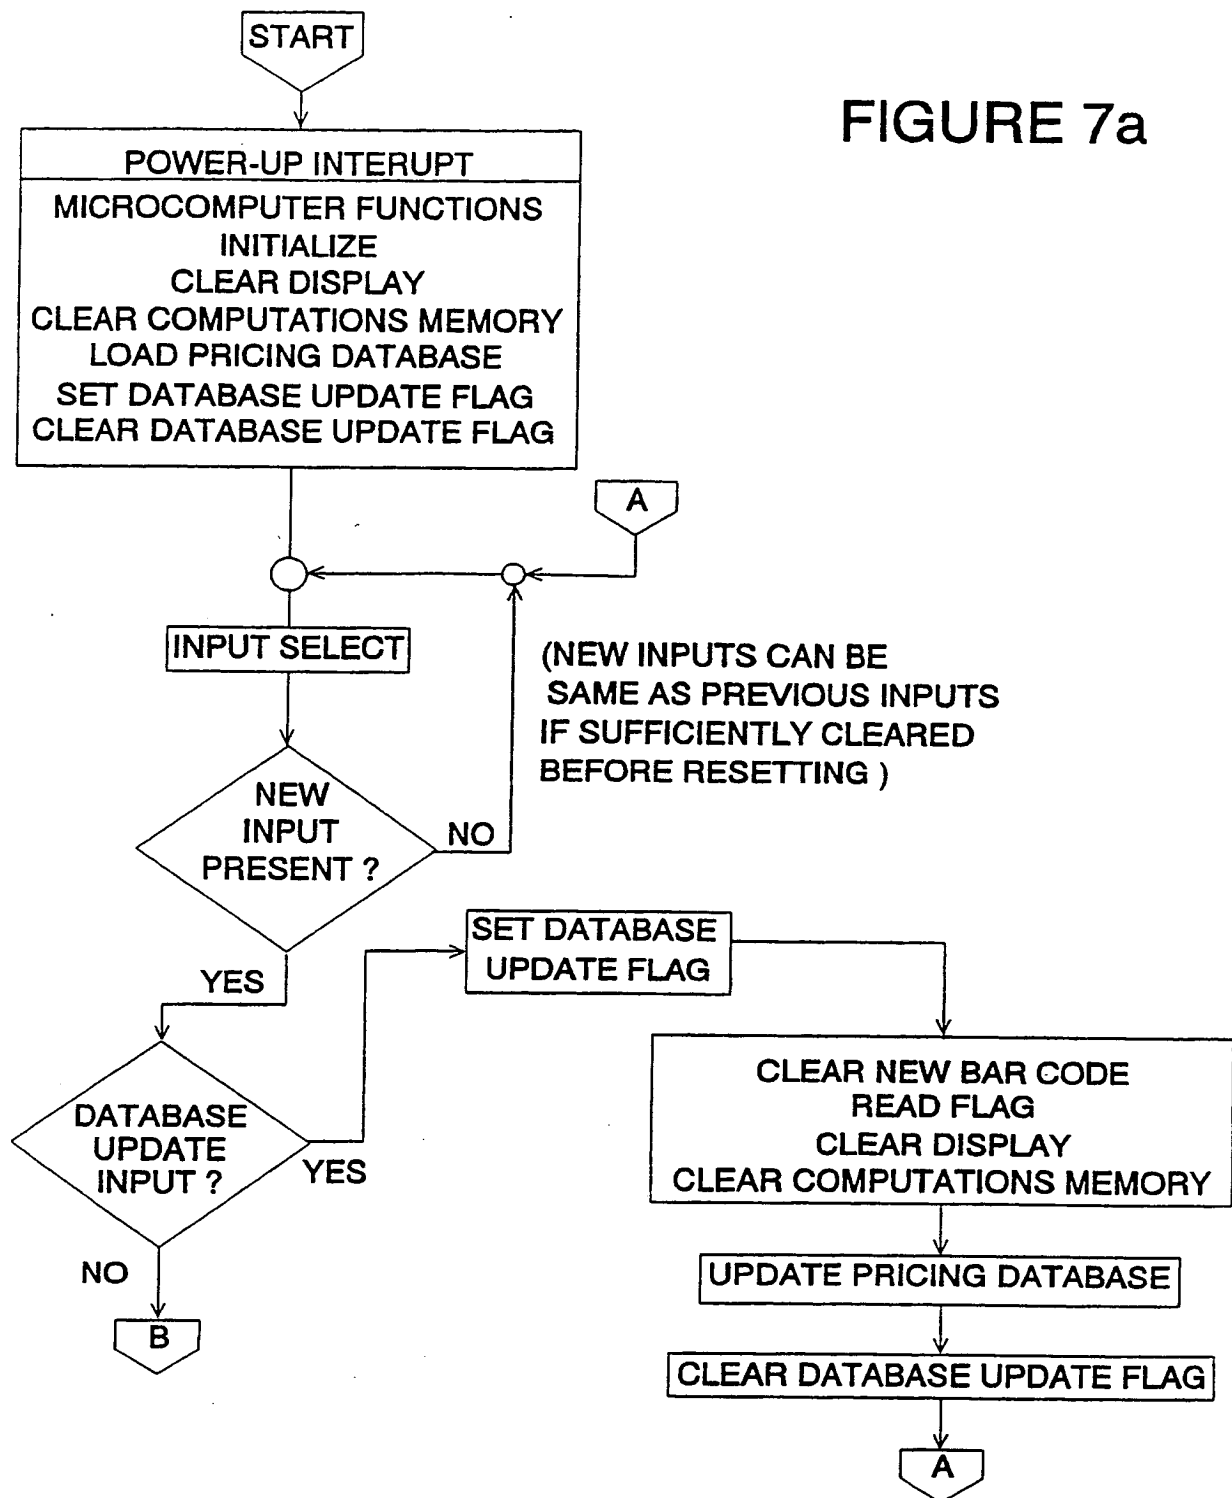 START
FIGURE 7a
POWER-UP INTERUPT
MICROCOMPUTER FUNCTIONS
INITIALIZE
CLEAR DISPLAY
CLEAR COMPUTATIONS MEMORY
LOAD PRICING DATABASE
SET DATABASE UPDATE FLAG
CLEAR DATABASE UPDATE FLAG
A
INPUT SELECT
(NEW INPUTS CAN BE
SAME AS PREVIOUS INPUTS
IF SUFFICIENTLY CLEARED
BEFORE RESETTING )
NEW
INPUT
PRESENT ?
NO
YES
SET DATABASE
UPDATE FLAG
DATABASE
UPDATE
INPUT ?
YES
NO
B
CLEAR NEW BAR CODE
READ FLAG
CLEAR DISPLAY
CLEAR COMPUTATIONS MEMORY
UPDATE PRICING DATABASE
CLEAR DATABASE UPDATE FLAG
A